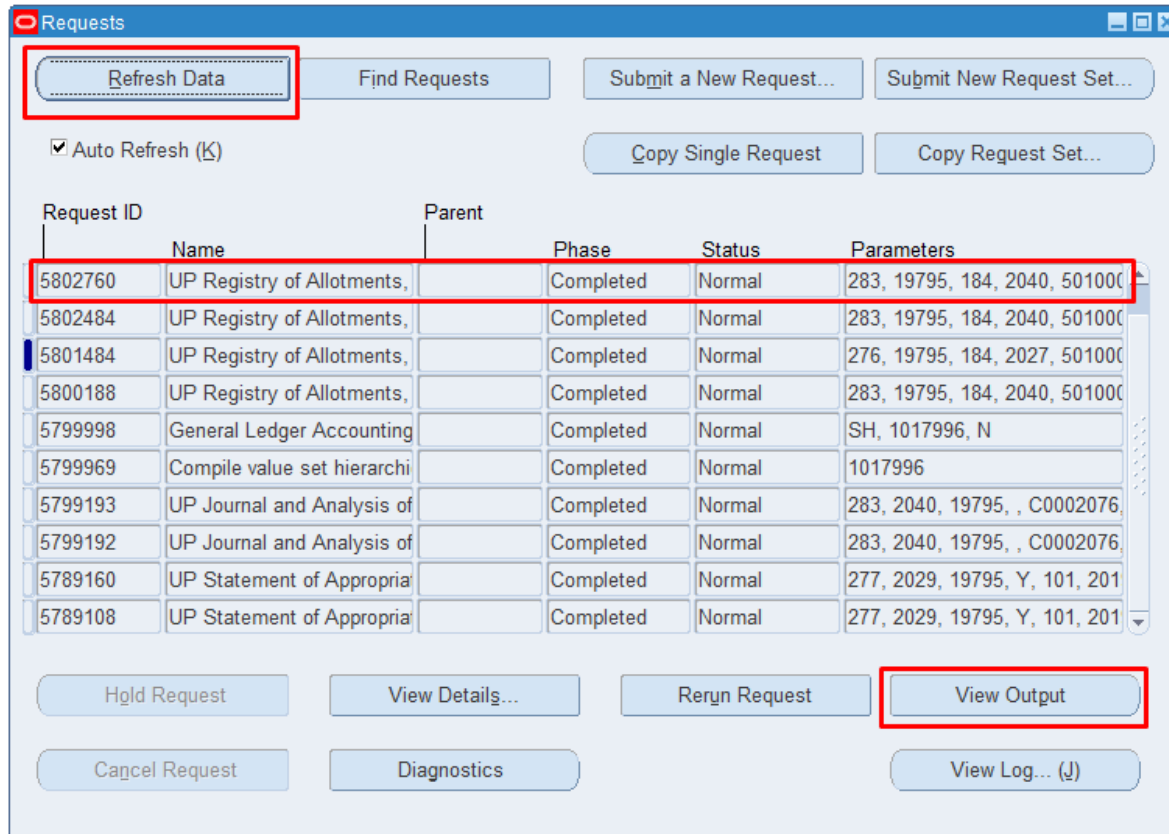 Requests
Refresh Data Find Requests Submit a New Request... Submit New Request Set...
Auto Refresh (K) Copy Single Request Copy Request Set...
Request ID Parent
Name Phase Status Parameters
5802760 UP Registry of Allotments, Completed Normal 283, 19795, 184, 2040, 501000
5802484 UP Registry of Allotments, Completed Normal 283, 19795, 184, 2040, 501000
5801484 UP Registry of Allotments, Completed Normal 276, 19795, 184, 2027, 501000
5800188 UP Registry of Allotments, Completed Normal 283, 19795, 184, 2040, 501000
5799998 General Ledger Accounting Completed Normal SH, 1017996, N
5799969 Compile value set hierarchi Completed Normal 1017996
5799193 UP Journal and Analysis of Completed Normal 283, 2040, 19795, , C0002076,
5799192 UP Journal and Analysis of Completed Normal 283, 2040, 19795, , C0002076,
5789160 UP Statement of Appropria Completed Normal 277, 2029, 19795, Y, 101, 201
5789108 UP Statement of Appropria Completed Normal 277, 2029, 19795, Y, 101, 201
Hold Request View Details... Rerun Request View Output
Cancel Request Diagnostics View Log... (J)